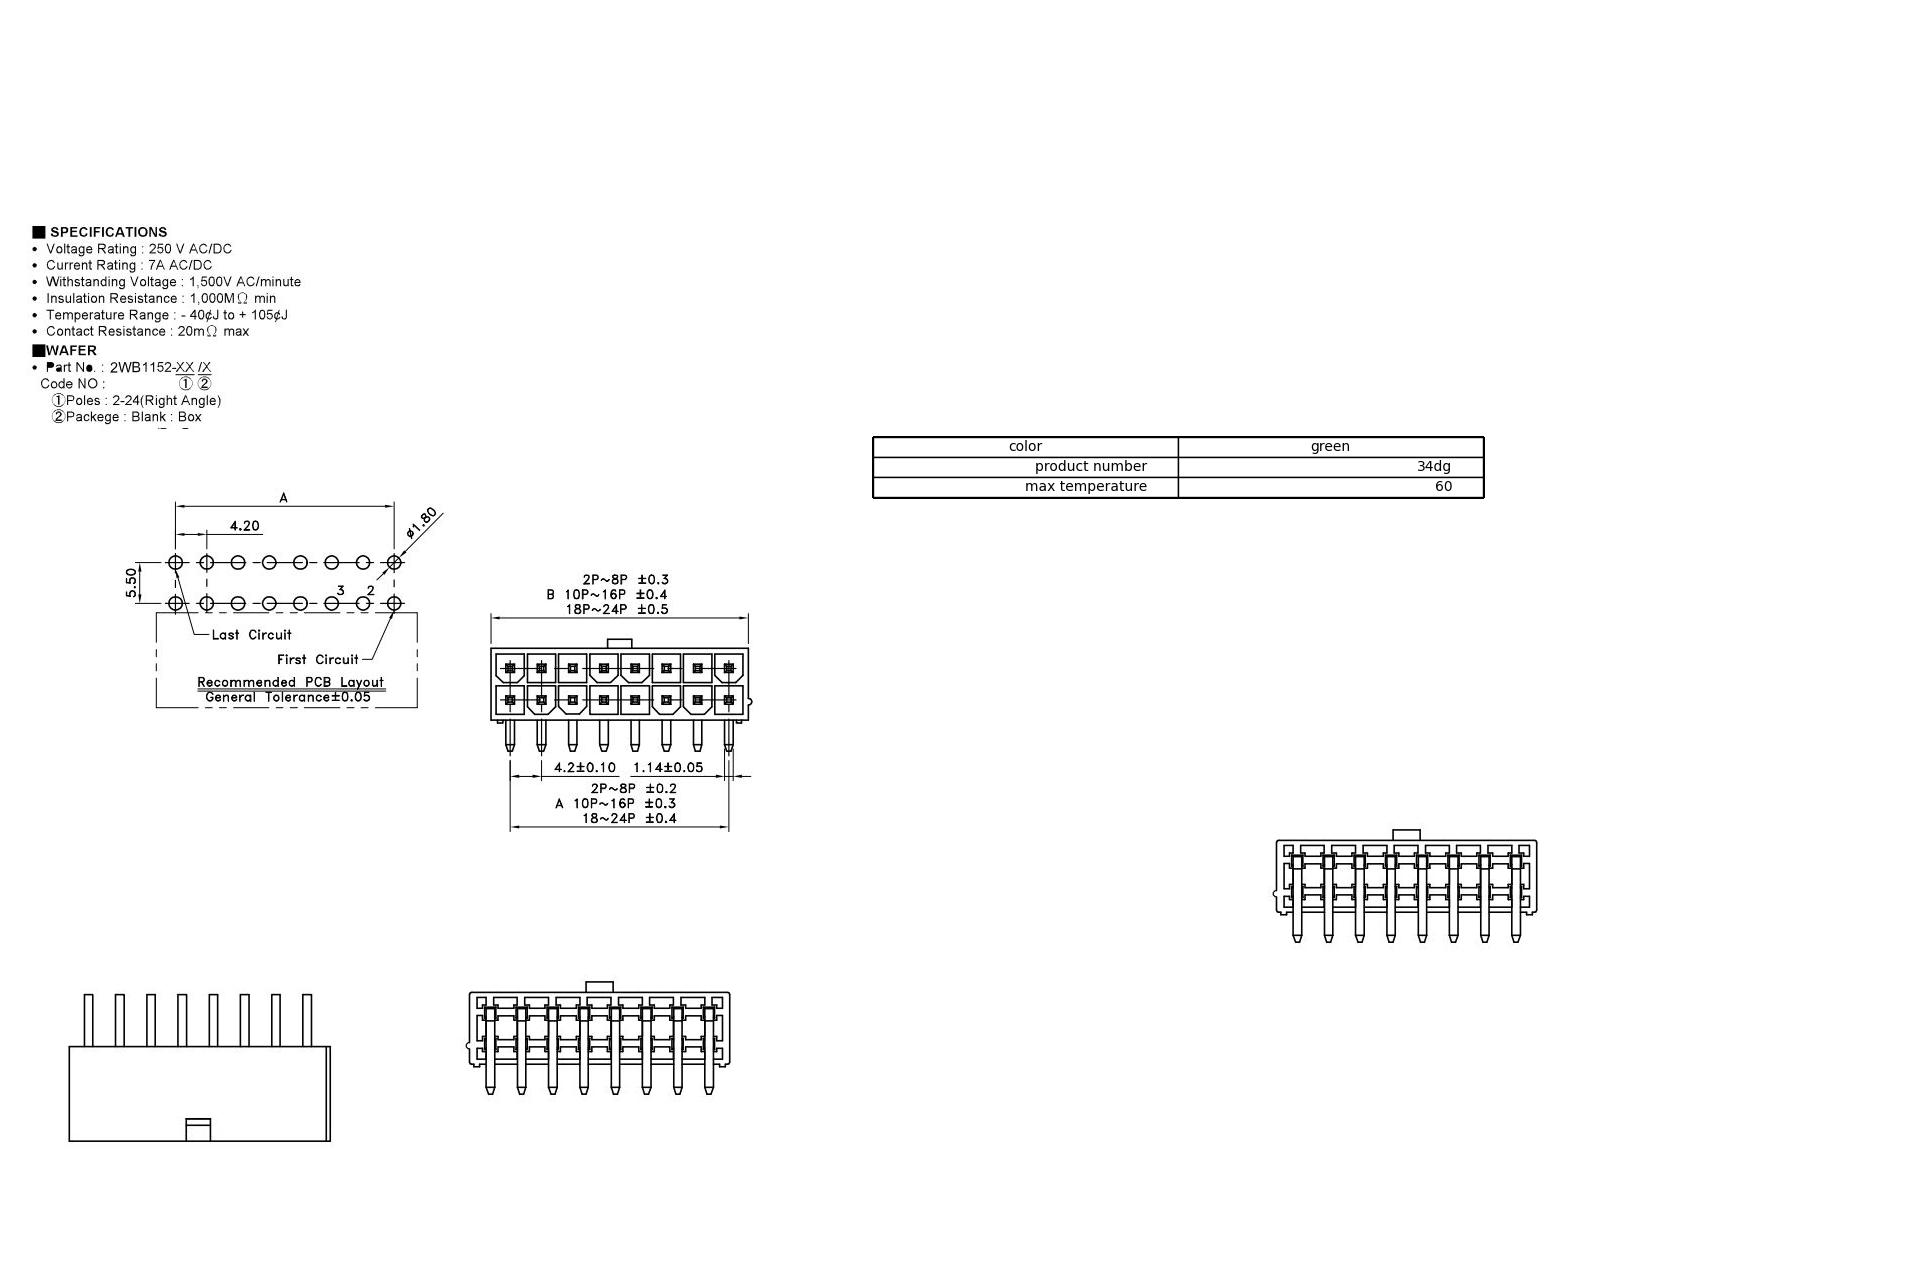 ■ SPECIFICATIONS
• Voltage Rating : 250 V AC/DC
• Current Rating : 7A AC/DC
• Withstanding Voltage : 1,500V AC/minute
• Insulation Resistance : 1,000MΩ min
• Temperature Range : - 40¢J to + 105¢J
• Contact Resistance : 20mΩ max
■WAFER
• Part No. : 2WB1152-XX /X
Code NO : ① ②
①Poles : 2-24(Right Angle)
②Packege : Blank : Box
color green
product number 34dg
max temperature 60
A
4.20
ø1.80
5.50
3 2
Last Circuit
First Circuit
Recommended PCB Layout
General Tolerance±0.05
2P~8P ±0.3
B 10P~16P ±0.4
18P~24P ±0.5
4.2±0.10 1.14±0.05
2P~8P ±0.2
A 10P~16P ±0.3
18~24P ±0.4